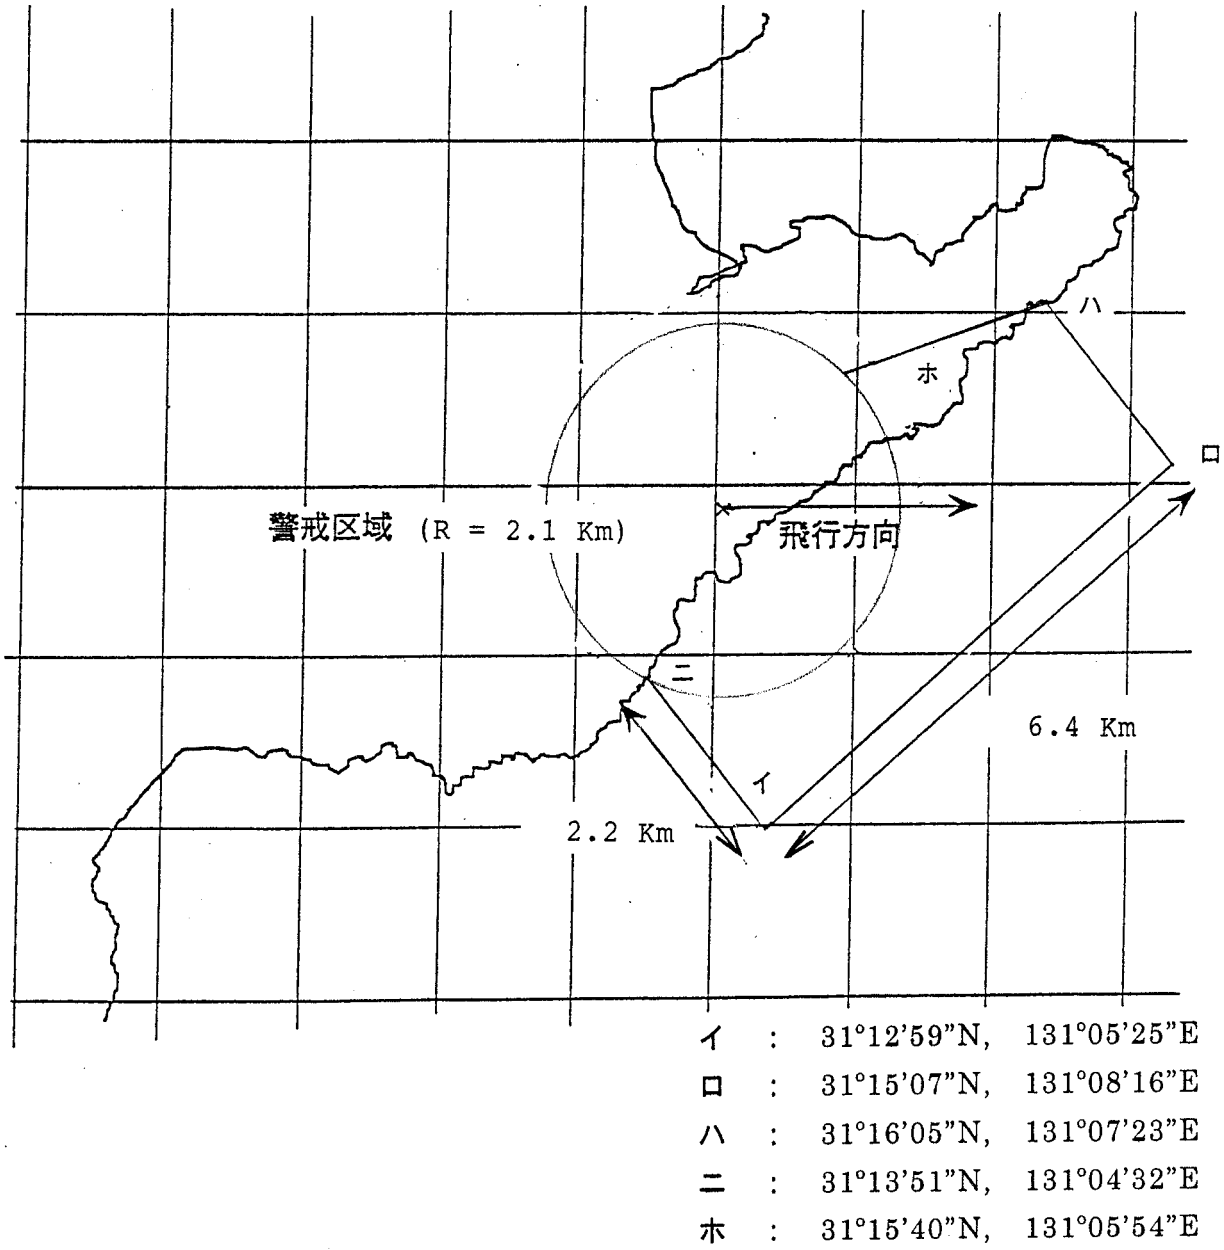 ハ
ホ
ロ
警戒区域 (R = 2.1 Km)
飛行方向
ニ
6.4 Km
イ
2.2 Km
イ : 31°12’59”N, 131°05’25”E
ロ : 31°15’07”N, 131°08’16”E
ハ : 31°16’05”N, 131°07’23”E
ニ : 31°13’51”N, 131°04’32”E
ホ : 31°15’40”N, 131°05’54”E